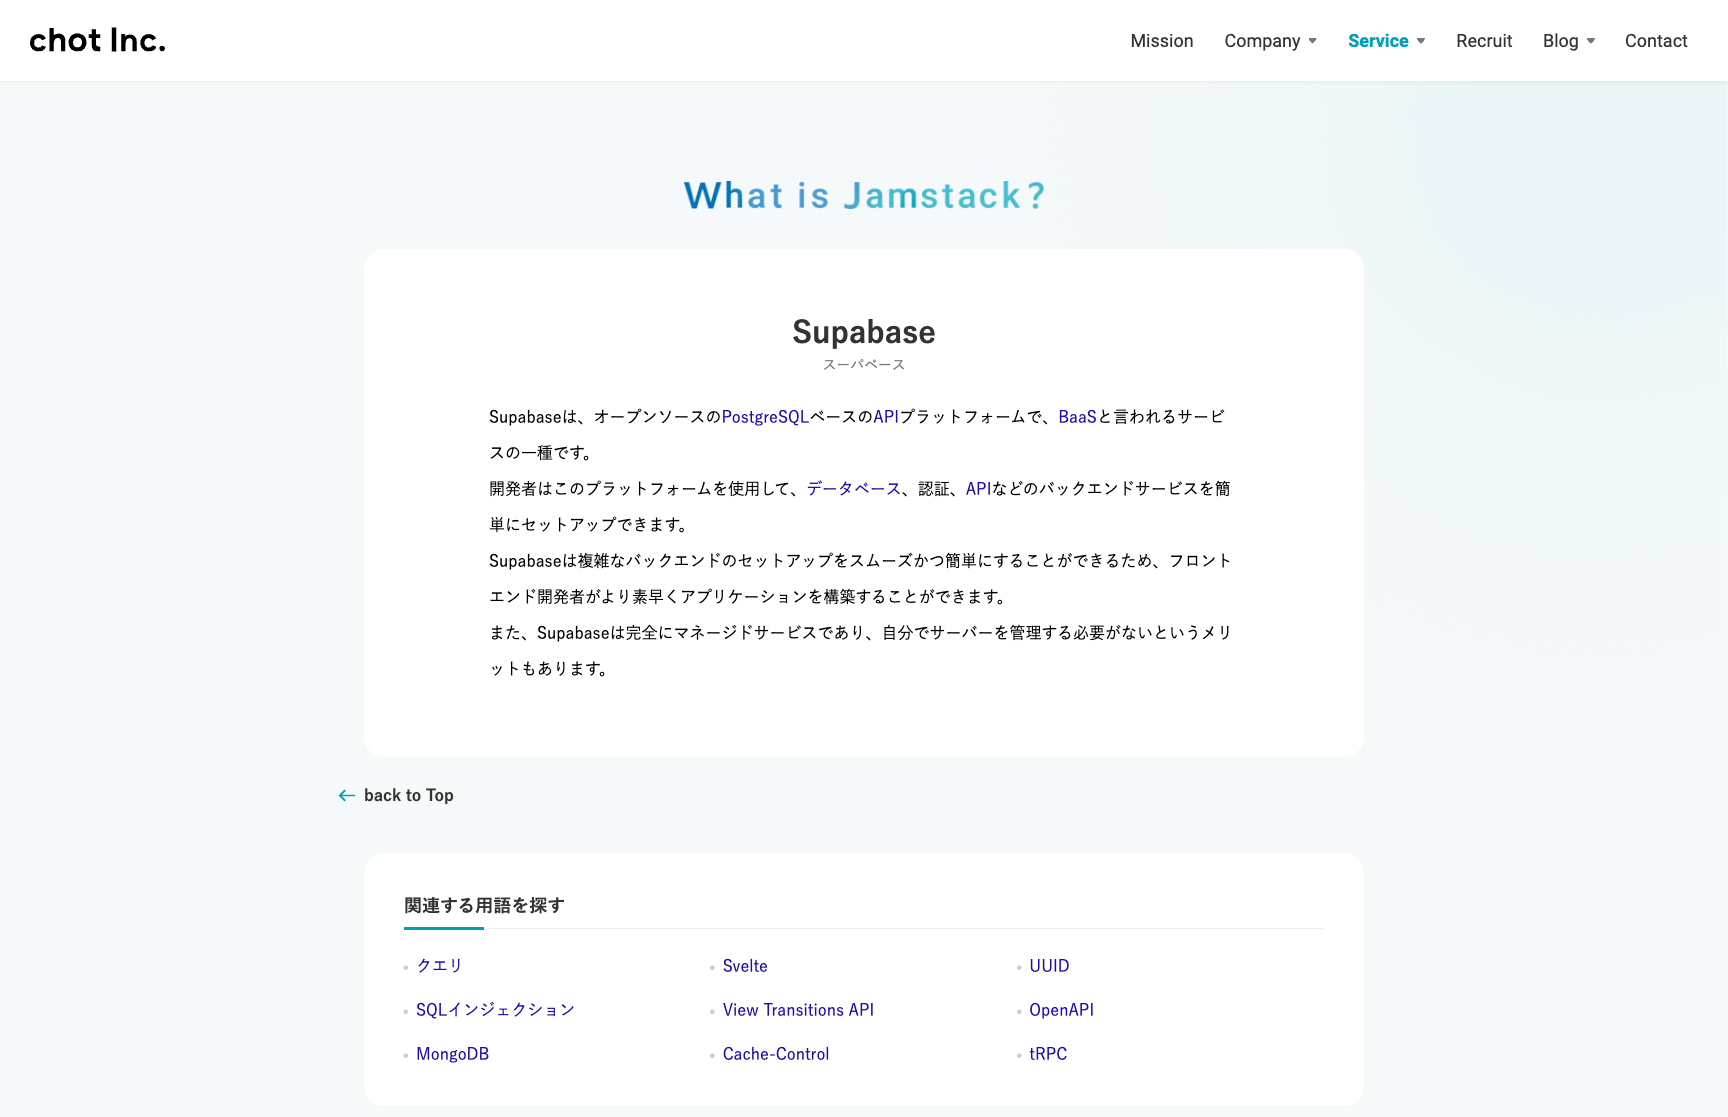 chot Inc.
Mission Company Service Recruit Blog Contact
What is Jamstack?
Supabase
スーパベース
Supabaseは、オープンソースのPostgreSQLベースのAPIプラットフォームで、BaaSと言われるサービ
スの一種です。
開発者はこのプラットフォームを使用して、データベース、認証、APIなどのバックエンドサービスを簡
単にセットアップできます。
Supabaseは複雑なバックエンドのセットアップをスムーズかつ簡単にすることができるため、フロント
エンド開発者がより素早くアプリケーションを構築することができます。
また、Supabaseは完全にマネージドサービスであり、自分でサーバーを管理する必要がないというメリ
ットもあります。
← back to Top
関連する用語を探す
クエリ
Svelte
UUID
SQLインジェクション
View Transitions API
OpenAPI
MongoDB
Cache-Control
tRPC